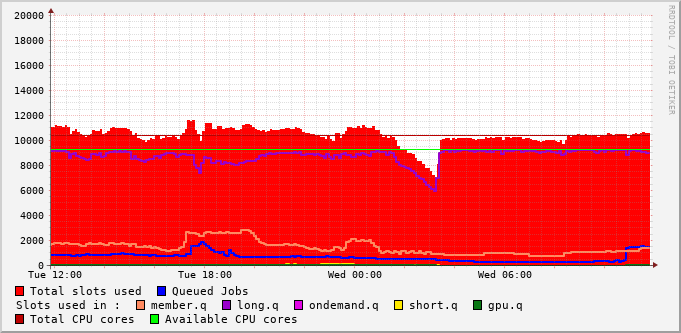 20000
18000
16000
14000
12000
10000
8000
6000
4000
2000
0
Tue 12:00 Tue 18:00 Wed 00:00 Wed 06:00
Total slots used Queued Jobs
Slots used in : member.q long.q ondemand.q short.q gpu.q
Total CPU cores Available CPU cores
RRDTOOL / TOBI OETIKER